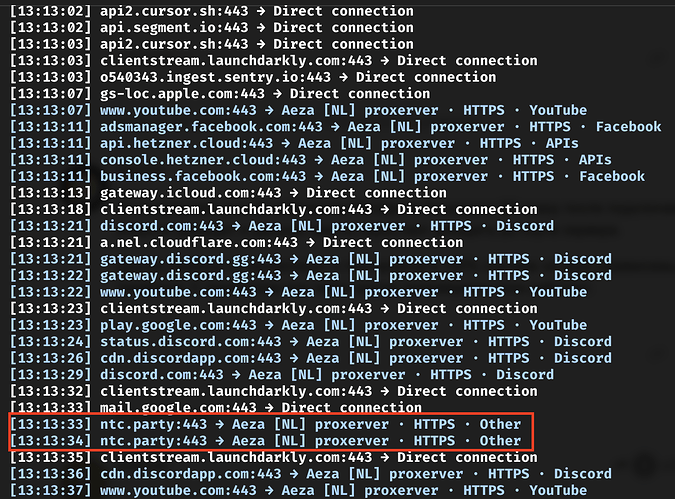 [13:13:02] api2.cursor.sh:443 → Direct connection
[13:13:02] api.segment.io:443 → Direct connection
[13:13:02] api2.cursor.sh:443 → Direct connection
[13:13:03] clientstream.launchdarkly.com:443 → Direct connection
[13:13:03] o540343.ingest.sentry.io:443 → Direct connection
[13:13:07] gs-loc.apple.com:443 → Direct connection
[13:13:07] www.youtube.com:443 → Aeza [NL] proxerver · HTTPS · YouTube
[13:13:11] adsmanager.facebook.com:443 → Aeza [NL] proxerver · HTTPS · Facebook
[13:13:11] api.hetzner.cloud:443 → Aeza [NL] proxerver · HTTPS · APIs
[13:13:11] console.hetzner.cloud:443 → Aeza [NL] proxerver · HTTPS · APIs
[13:13:11] business.facebook.com:443 → Aeza [NL] proxerver · HTTPS · Facebook
[13:13:13] gateway.icloud.com:443 → Direct connection
[13:13:18] clientstream.launchdarkly.com:443 → Direct connection
[13:13:21] discord.com:443 → Aeza [NL] proxerver · HTTPS · Discord
[13:13:21] a.nel.cloudflare.com:443 → Direct connection
[13:13:21] gateway.discord.gg:443 → Aeza [NL] proxerver · HTTPS · Discord
[13:13:22] gateway.discord.gg:443 → Aeza [NL] proxerver · HTTPS · Discord
[13:13:22] www.youtube.com:443 → Aeza [NL] proxerver · HTTPS · YouTube
[13:13:23] clientstream.launchdarkly.com:443 → Direct connection
[13:13:23] play.google.com:443 → Aeza [NL] proxerver · HTTPS · YouTube
[13:13:24] status.discord.com:443 → Aeza [NL] proxerver · HTTPS · Discord
[13:13:26] cdn.discordapp.com:443 → Aeza [NL] proxerver · HTTPS · Discord
[13:13:29] discord.com:443 → Aeza [NL] proxerver · HTTPS · Discord
[13:13:32] clientstream.launchdarkly.com:443 → Direct connection
[13:13:33] mail.google.com:443 → Direct connection
[13:13:33] ntc.party:443 → Aeza [NL] proxerver · HTTPS · Other
[13:13:34] ntc.party:443 → Aeza [NL] proxerver · HTTPS · Other
[13:13:35] clientstream.launchdarkly.com:443 → Direct connection
[13:13:36] cdn.discordapp.com:443 → Aeza [NL] proxerver · HTTPS · Discord
[13:13:37] www.youtube.com:443 → Aeza [NL] proxerver · HTTPS · YouTube